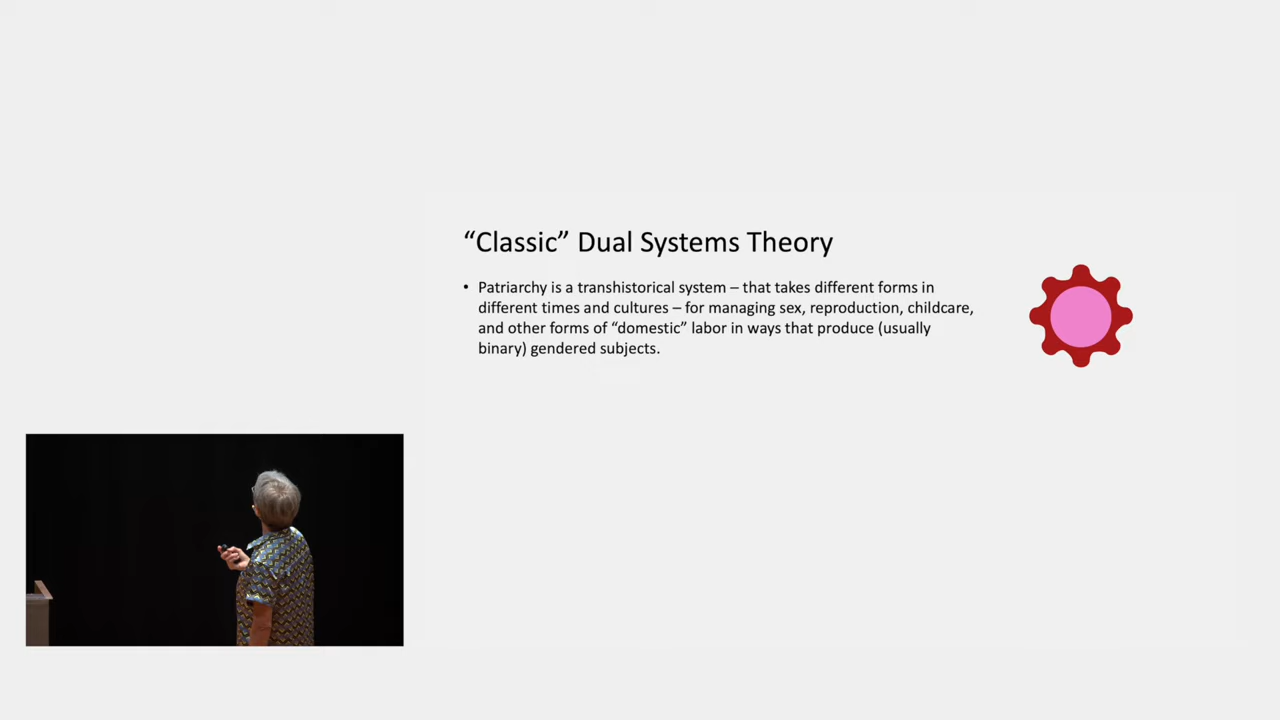 “Classic” Dual Systems Theory
• Patriarchy is a transhistorical system – that takes different forms in
different times and cultures – for managing sex, reproduction, childcare,
and other forms of “domestic” labor in ways that produce (usually
binary) gendered subjects.